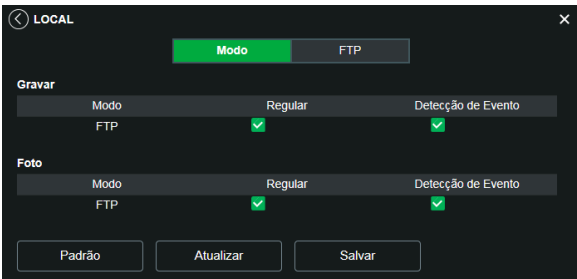 LOCAL
Modo FTP
Gravar
Modo Regular Detecção de Evento
FTP
Foto
Modo Regular Detecção de Evento
FTP
Padrão Atualizar Salvar